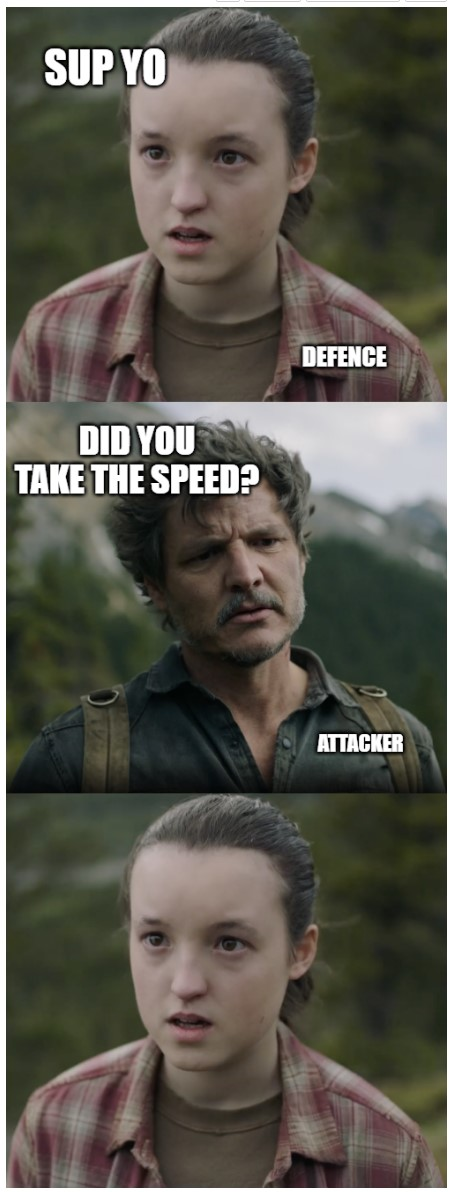 SUP YO
DEFENCE
DID YOU
TAKE THE SPEED?
ATTACKER